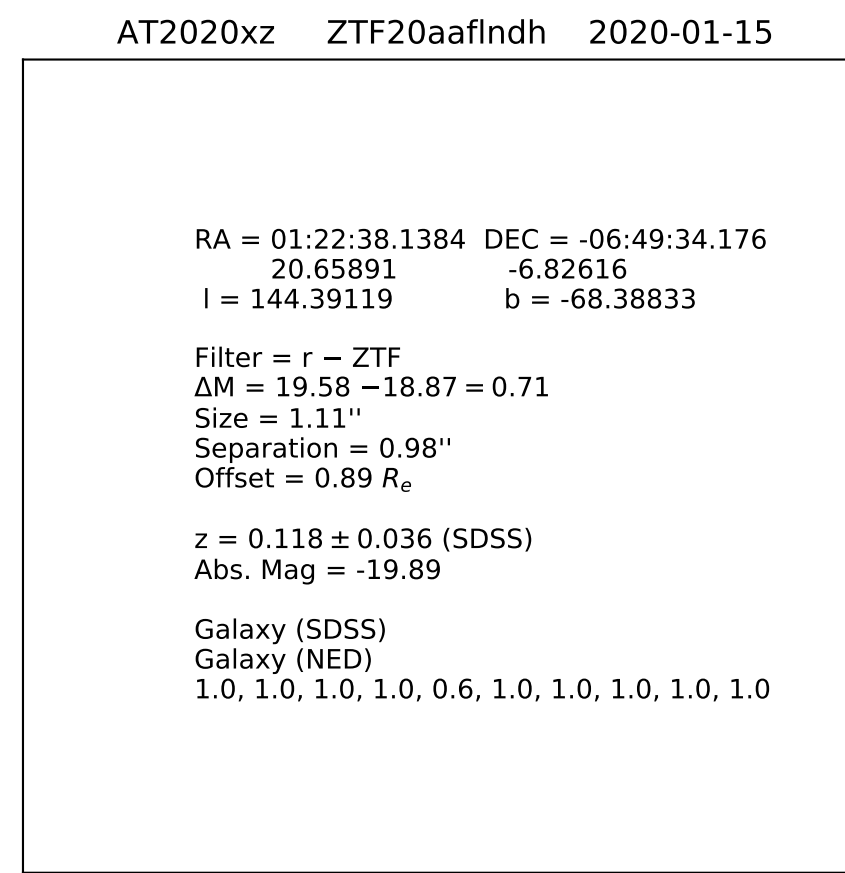 AT2020xz ZTF20aaflndh 2020-01-15
RA = 01:22:38.1384 DEC = -06:49:34.176
20.65891 -6.82616
l = 144.39119 b = -68.38833
Filter = r − ZTF
ΔM = 19.58 −18.87 = 0.71
Size = 1.11''
Separation = 0.98''
Offset = 0.89 Rₑ
z = 0.118 ± 0.036 (SDSS)
Abs. Mag = -19.89
Galaxy (SDSS)
Galaxy (NED)
1.0, 1.0, 1.0, 1.0, 0.6, 1.0, 1.0, 1.0, 1.0, 1.0